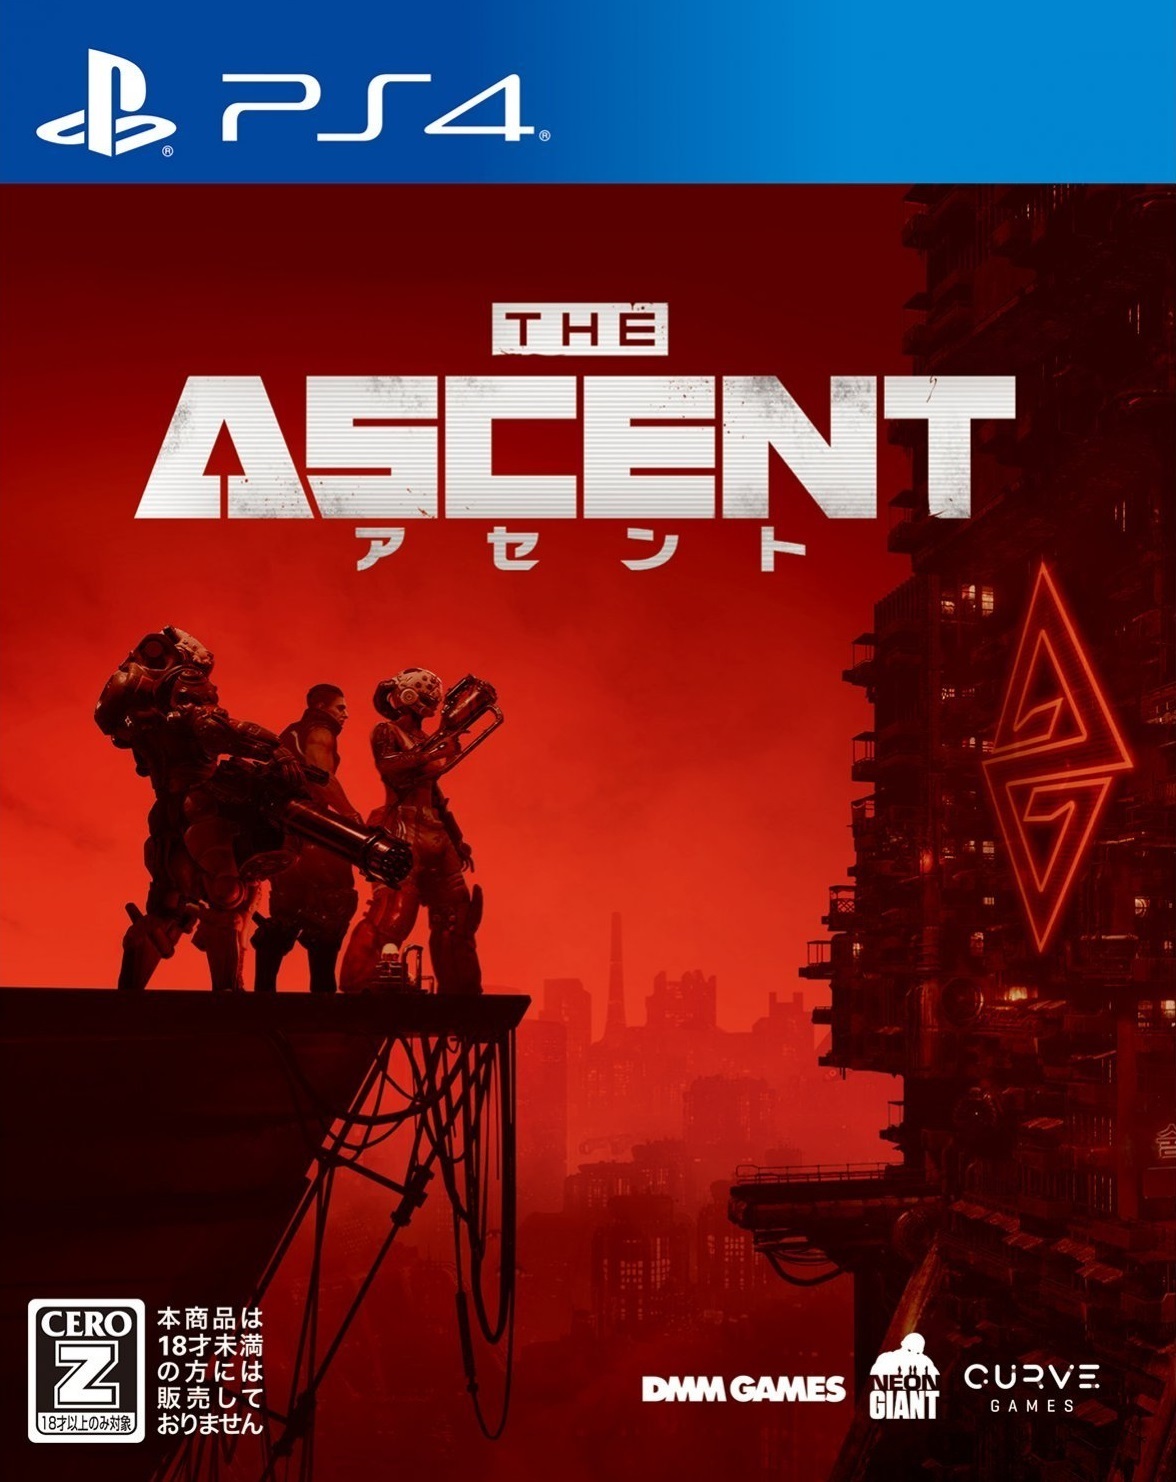 PS4®
THE
ASCENT
アセント
CERO
Z
18才以上のみ対象
本商品は
18才未満
の方には
販売して
おりません
DMM GAMES
NEON
GIANT
CURVE
GAMES